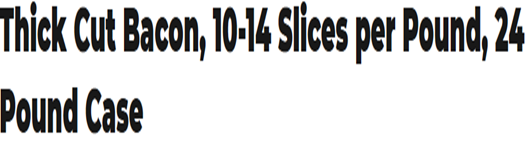 Thick Cut Bacon, 10-14 Slices per Pound, 24
Pound Case